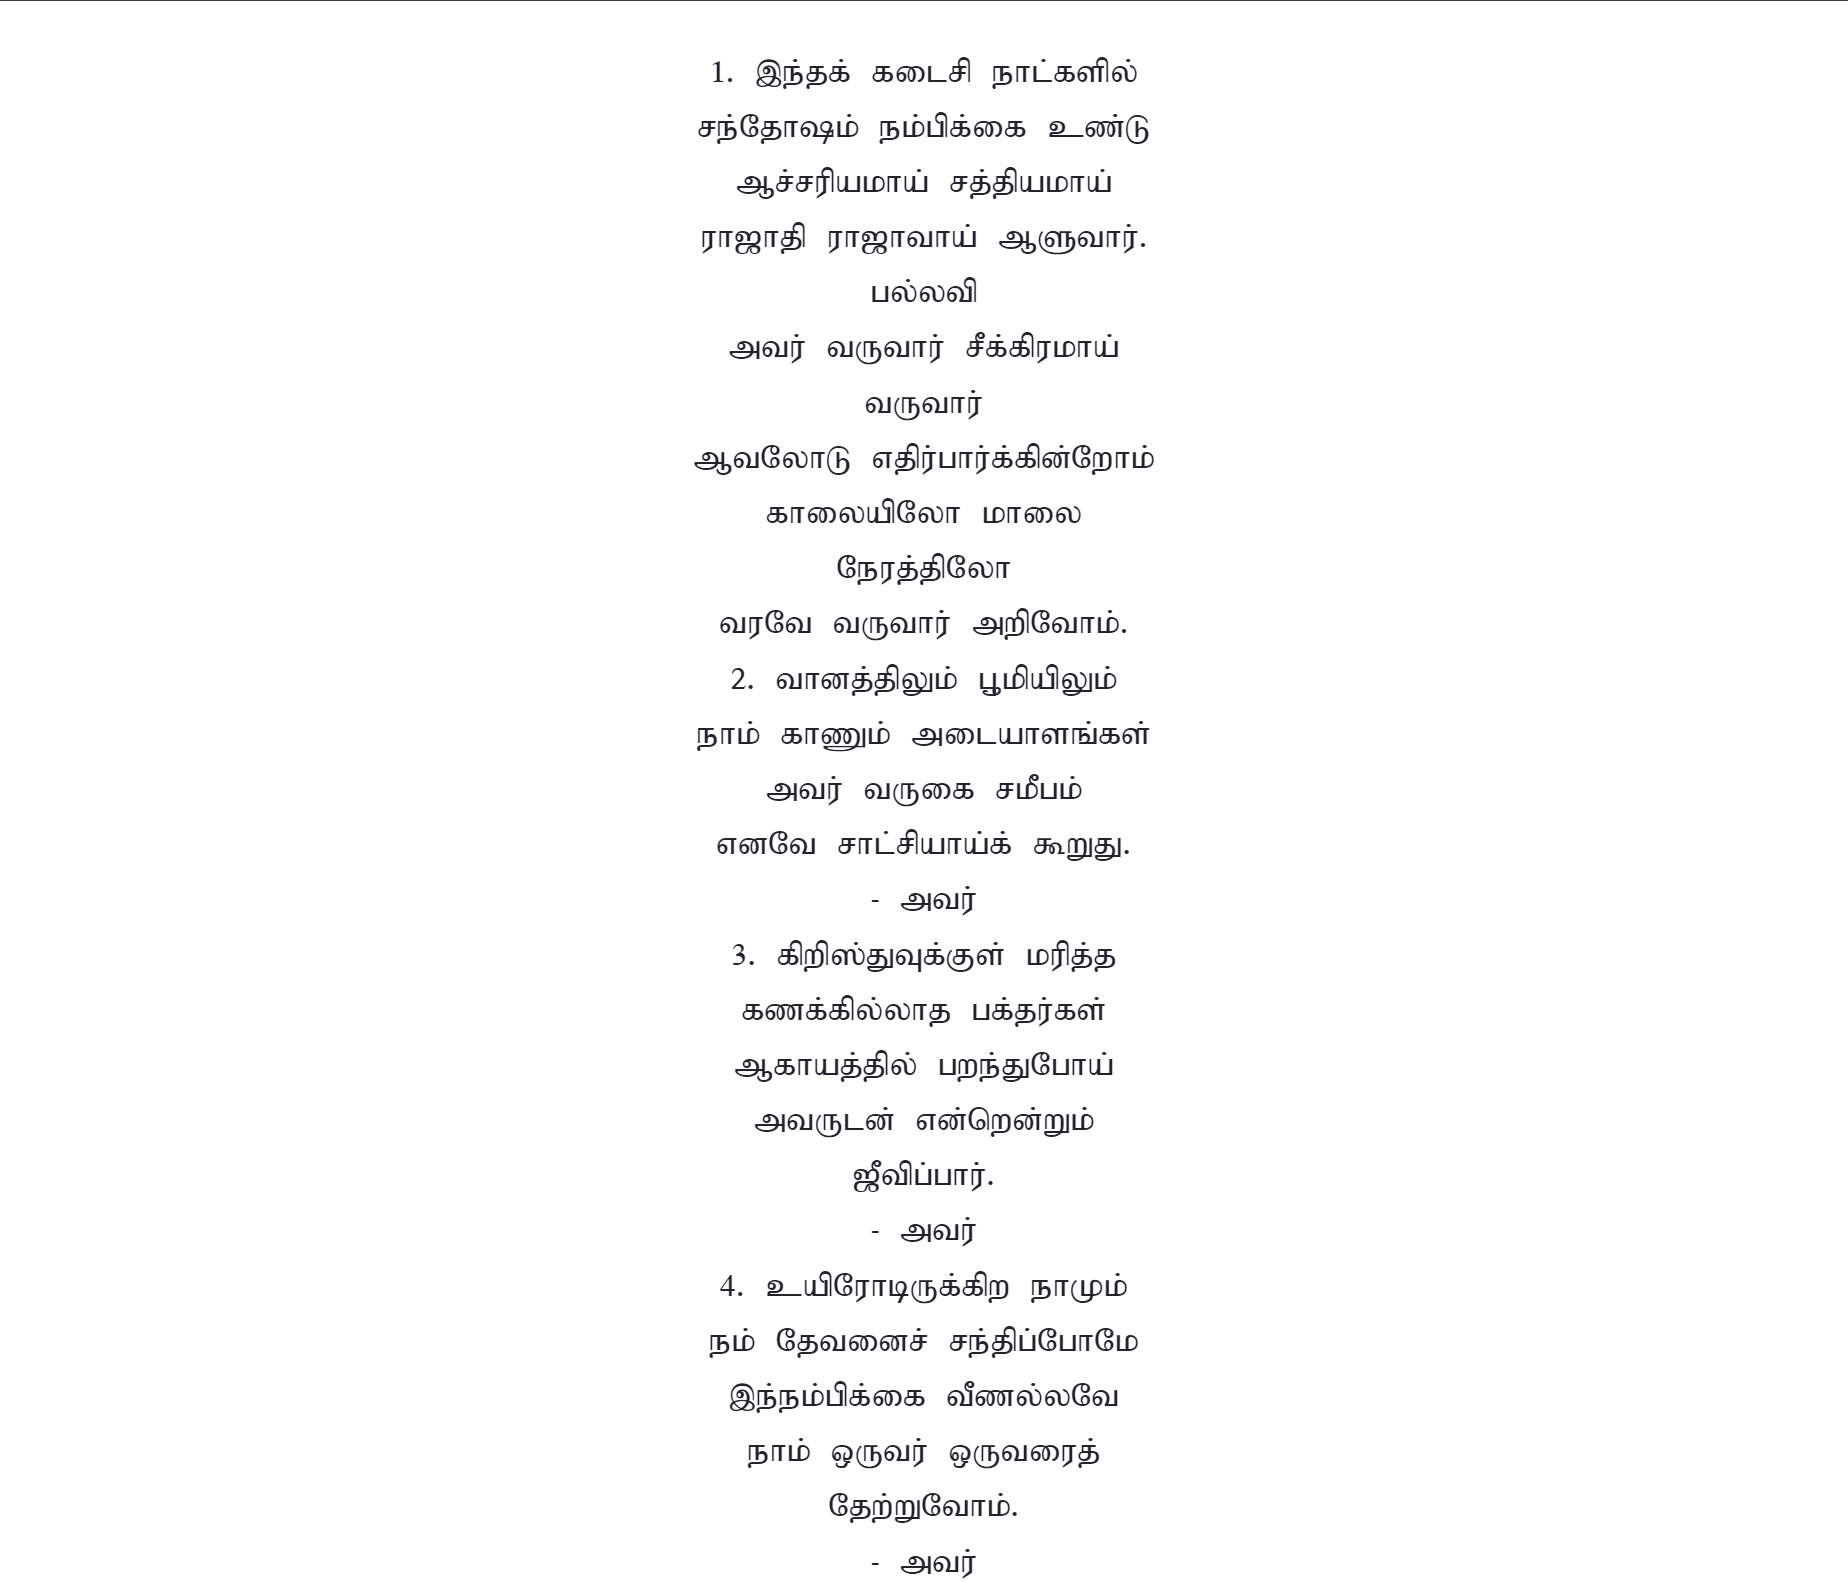 1. இந்தக் கடைசி நாட்களில்
சந்தோஷம் நம்பிக்கை உண்டு
ஆச்சரியமாய் சத்தியமாய்
ராஜாதி ராஜாவாய் ஆளுவார்.
பல்லவி
அவர் வருவார் சீக்கிரமாய்
வருவார்
ஆவலோடு எதிர்பார்க்கின்றோம்
காலையிலோ மாலை
நேரத்திலோ
வரவே வருவார் அறிவோம்.
2. வானத்திலும் பூமியிலும்
நாம் காணும் அடையாளங்கள்
அவர் வருகை சமீபம்
எனவே சாட்சியாய்க் கூறுது.
- அவர்
3. கிறிஸ்துவுக்குள் மரித்த
கணக்கில்லாத பக்தர்கள்
ஆகாயத்தில் பறந்துபோய்
அவருடன் என்றென்றும்
ஜீவிப்பார்.
- அவர்
4. உயிரோடிருக்கிற நாமும்
நம் தேவனைச் சந்திப்போமே
இந்நம்பிக்கை வீணல்லவே
நாம் ஒருவர் ஒருவரைத்
தேற்றுவோம்.
- அவர்